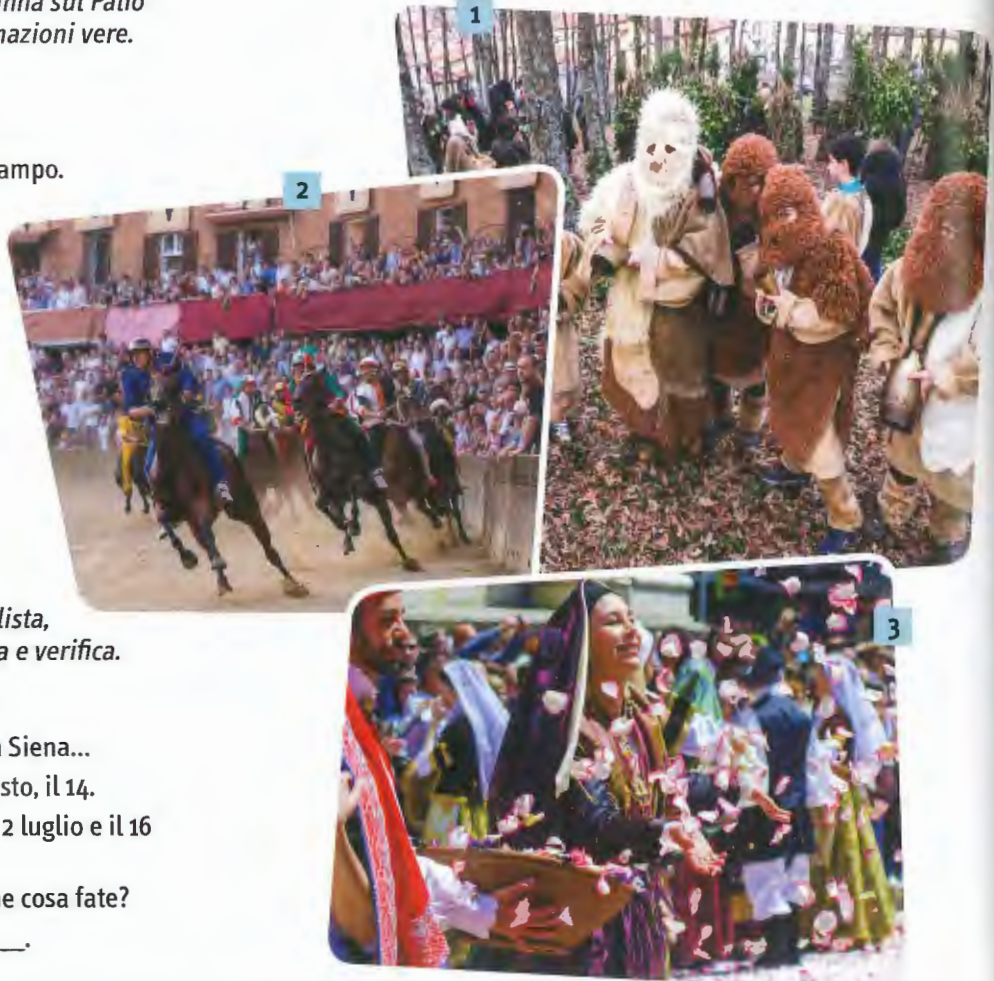 nna sul Palio
mazioni vere.
ampo.
1
2
lista,
a e verifica.
3
a Siena...
sto, il 14.
2 luglio e il 16
e cosa fate?
__.